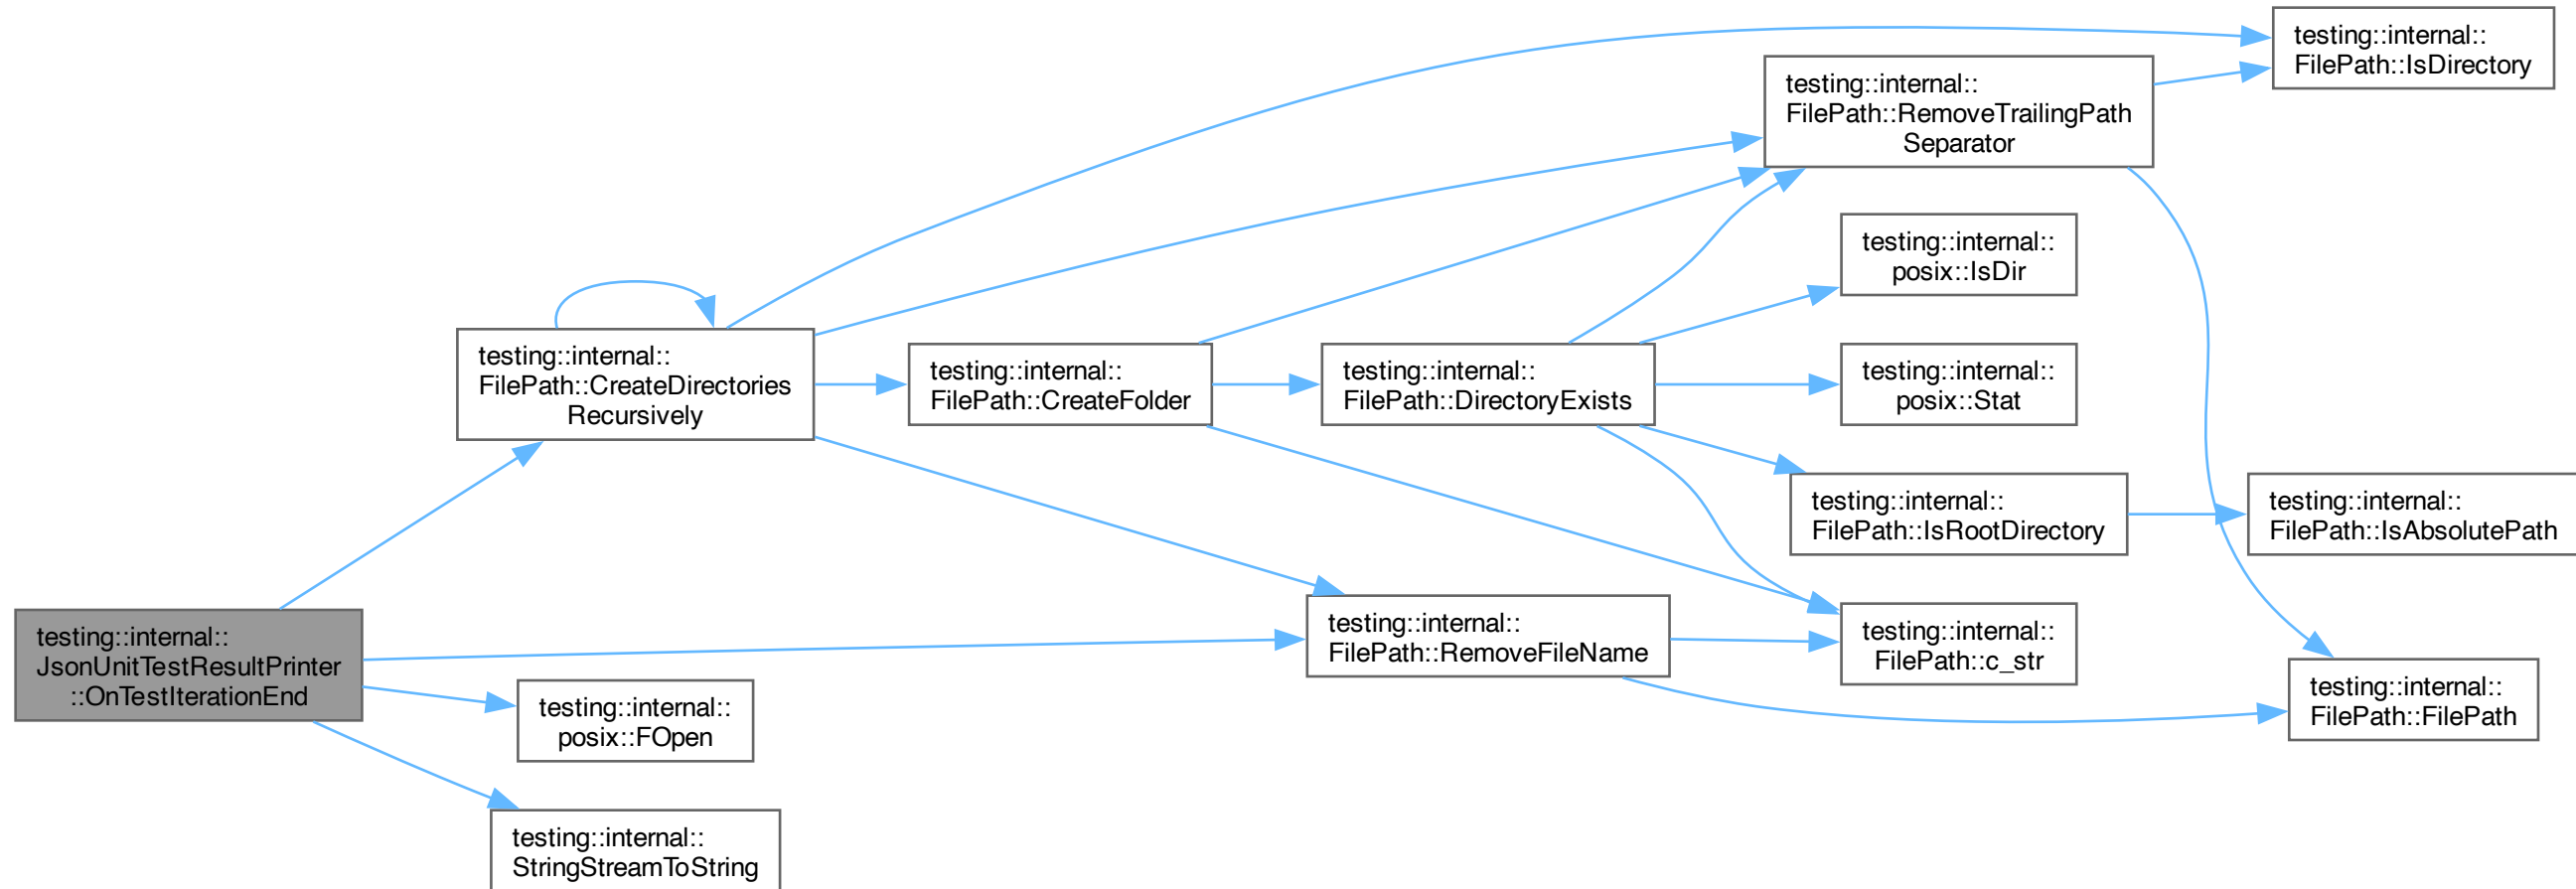 testing::internal::
FilePath::IsDirectory
testing::internal::
FilePath::RemoveTrailingPath
Separator
testing::internal::
posix::IsDir
testing::internal::
FilePath::CreateDirectories
Recursively
testing::internal::
FilePath::CreateFolder
testing::internal::
FilePath::DirectoryExists
testing::internal::
posix::Stat
testing::internal::
FilePath::IsRootDirectory
testing::internal::
FilePath::IsAbsolutePath
testing::internal::
JsonUnitTestResultPrinter
::OnTestIterationEnd
testing::internal::
FilePath::RemoveFileName
testing::internal::
FilePath::c_str
testing::internal::
FilePath::FilePath
testing::internal::
posix::FOpen
testing::internal::
StringStreamToString